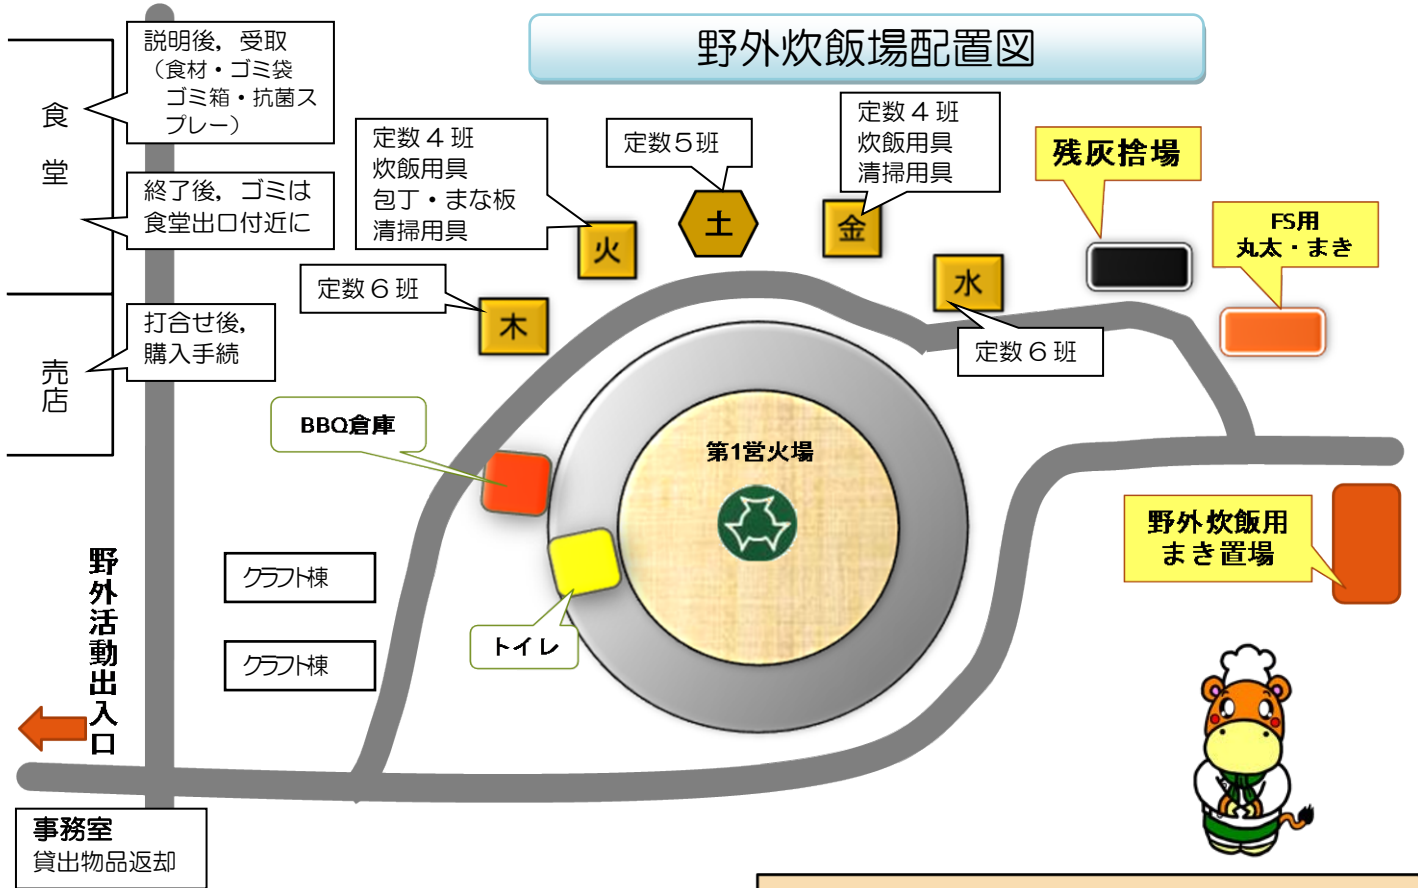 野外炊飯場配置図
説明後，受取
（食材・ゴミ袋
ゴミ箱・抗菌ス
プレー）
食堂
終了後，ゴミは
食堂出口付近に
打合せ後，
購入手続
売店
定数４班
炊飯用具
包丁・まな板
清掃用具
定数５班
定数４班
炊飯用具
清掃用具
残灰捨場
FS用
丸太・まき
火
土
金
水
木
定数６班
定数６班
BBQ倉庫
第1営火場
野外炊飯用
まき置場
クラフト棟
クラフト棟
トイレ
野外活動出入口
事務室
貸出物品返却